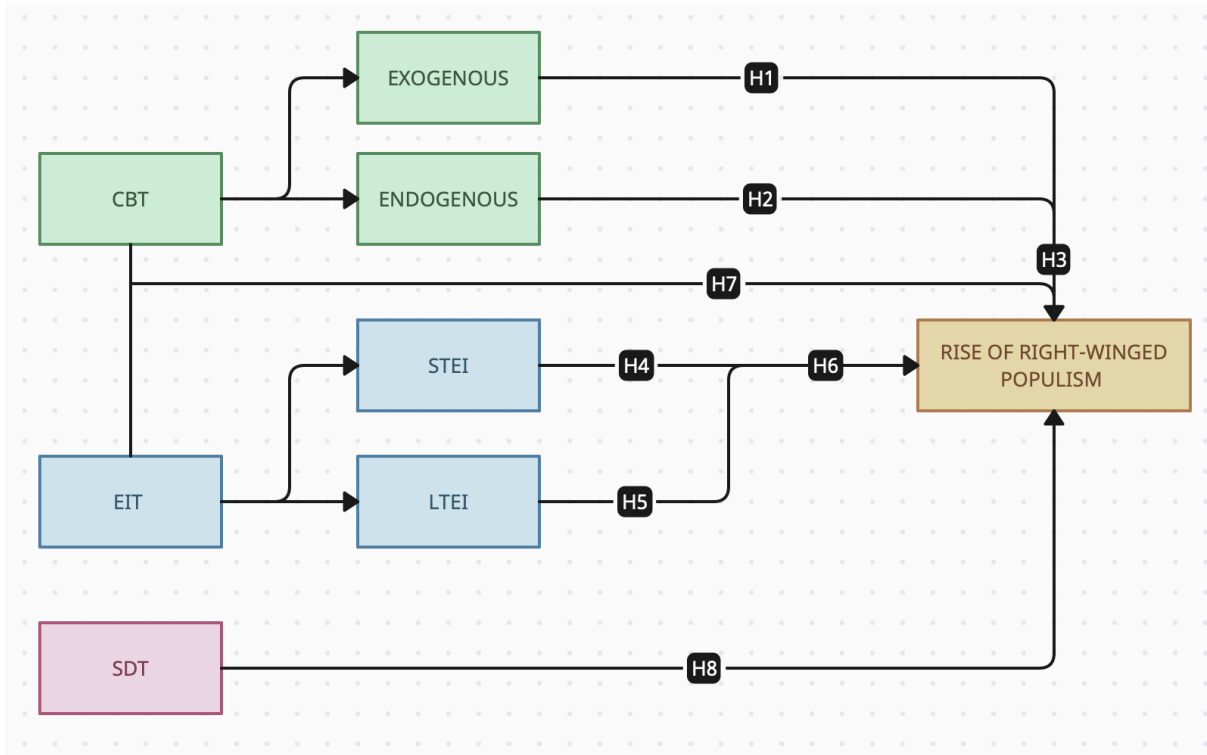 EXOGENOUS
H1
CBT
ENDOGENOUS
H2
H3
H7
STEI
H4
H6
RISE OF RIGHT-WINGED
POPULISM
EIT
LTEI
H5
SDT
H8